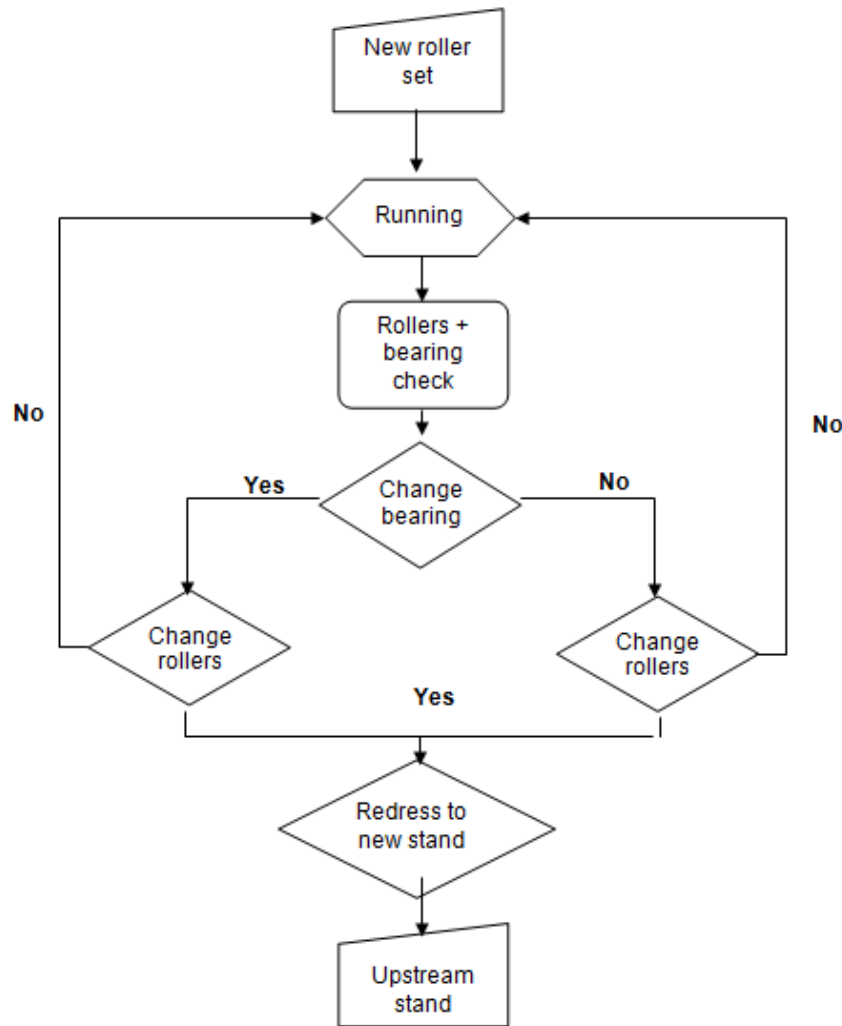 New roller
set
Running
Rollers +
bearing
check
No
No
Yes
Change
bearing
No
Change
rollers
Change
rollers
Yes
Redress to
new stand
Upstream
stand